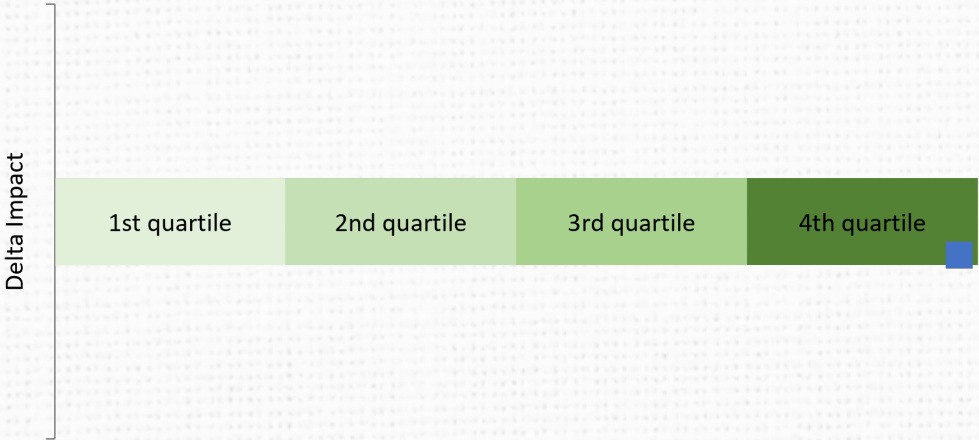 Delta Impact
1st quartile
2nd quartile
3rd quartile
4th quartile